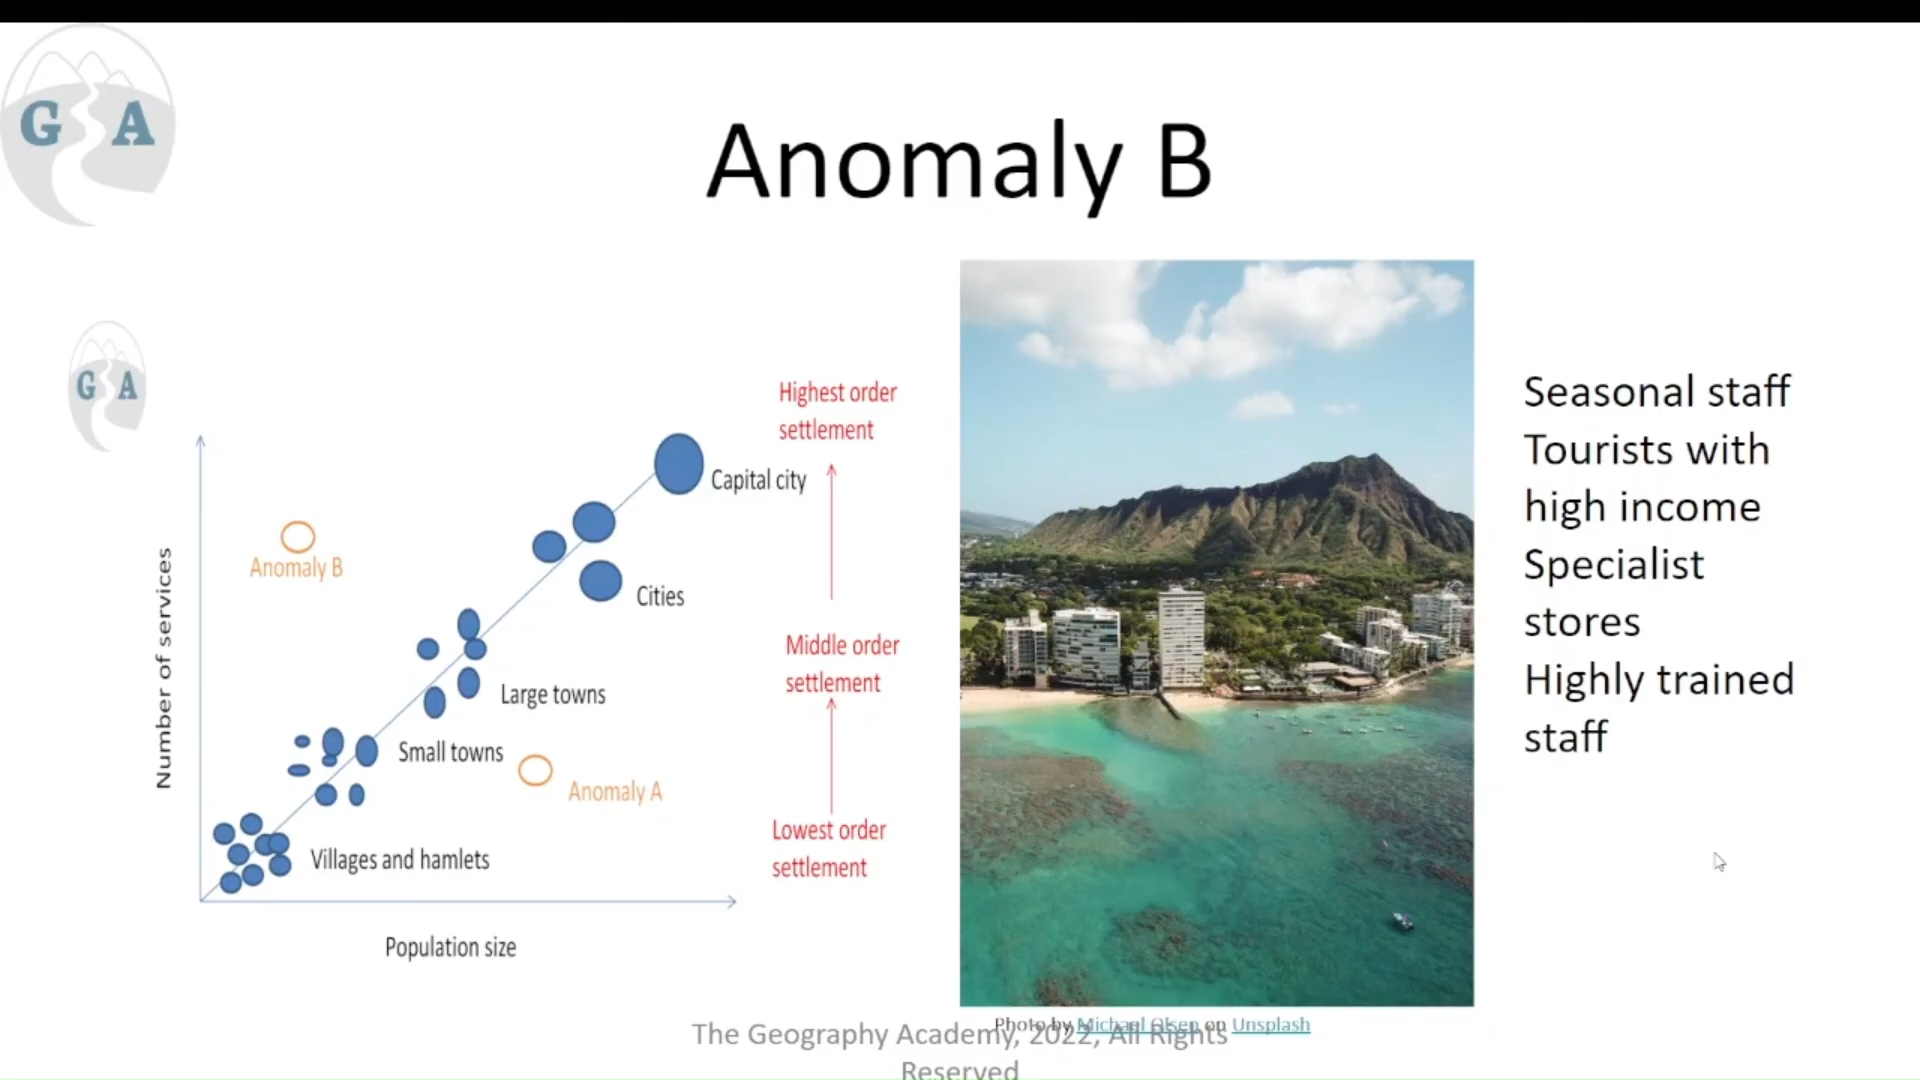 G A
Anomaly B
G A
Number of services
Anomaly B
Capital city
Cities
Large towns
Small towns
Anomaly A
Villages and hamlets
Population size
Highest order
settlement
Middle order
settlement
Lowest order
settlement
Seasonal staff
Tourists with
high income
Specialist
stores
Highly trained
staff
Photo by Michael Olsen on Unsplash
The Geography Academy, 2022, All Rights
Reserved